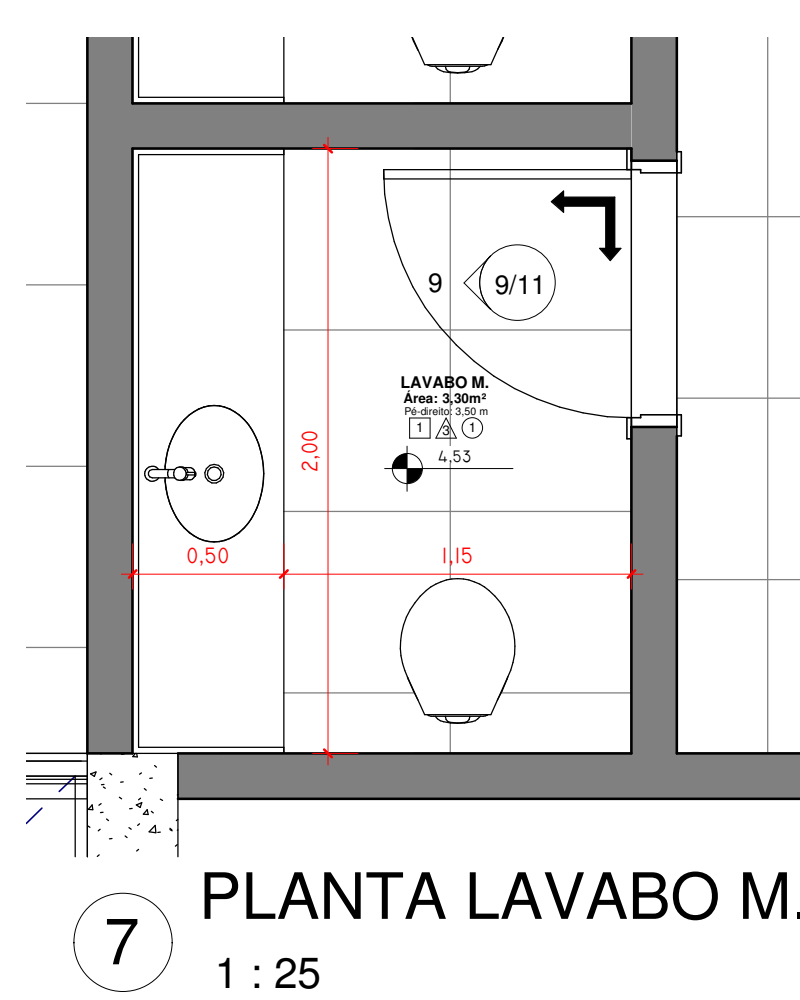 9
9/11
LAVABO M.
Área: 3,30m²
Pé-direito: 3,50 m
1 3 1
4,53
2,00
0,50
1,15
7
PLANTA LAVABO M.
1 : 25